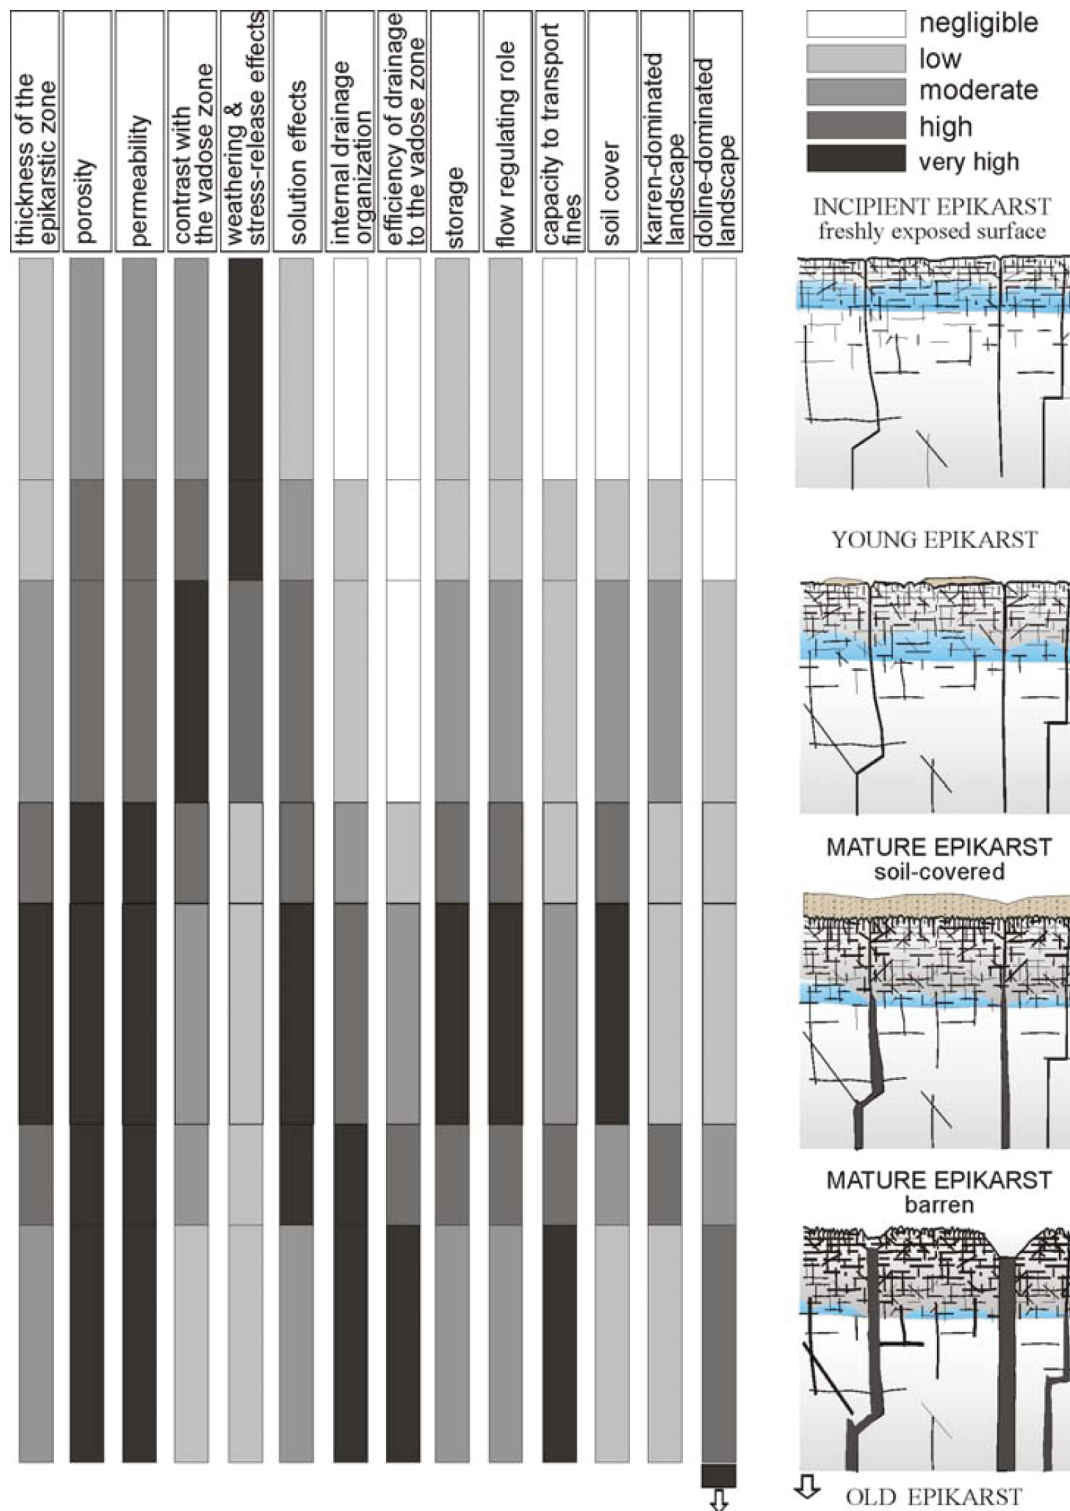 thickness of the
epikarstic zone
porosity
permeability
contrast with
the vadose zone
weathering &
stress-release effects
solution effects
internal drainage
organization
efficiency of drainage
to the vadose zone
storage
flow regulating role
capacity to transport
fines
soil cover
karren-dominated
landscape
doline-dominated
landscape
negligible
low
moderate
high
very high
INCIPIENT EPIKARST
freshly exposed surface
YOUNG EPIKARST
MATURE EPIKARST
soil-covered
MATURE EPIKARST
barren
OLD EPIKARST